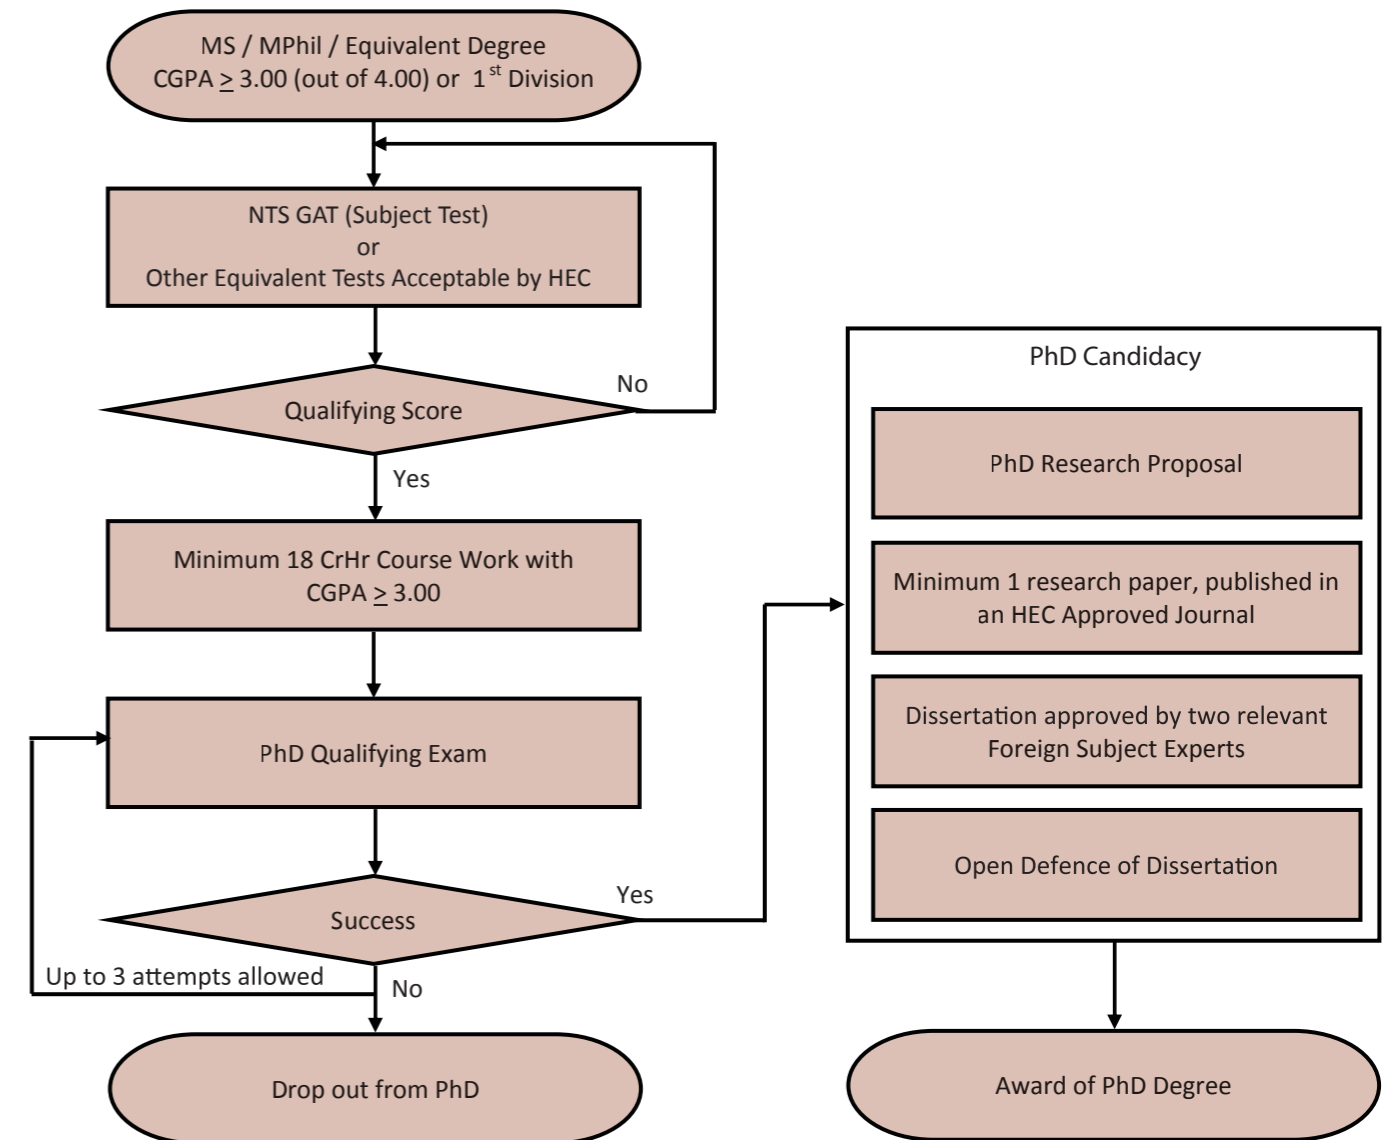 MS / MPhil / Equivalent Degree
CGPA ≥ 3.00 (out of 4.00) or 1st Division
NTS GAT (Subject Test)
or
Other Equivalent Tests Acceptable by HEC
Qualifying Score
No
Yes
Minimum 18 CrHr Course Work with
CGPA ≥ 3.00
PhD Qualifying Exam
Success
Yes
Up to 3 attempts allowed
No
Drop out from PhD
PhD Candidacy
PhD Research Proposal
Minimum 1 research paper, published in
an HEC Approved Journal
Dissertation approved by two relevant
Foreign Subject Experts
Open Defence of Dissertation
Award of PhD Degree